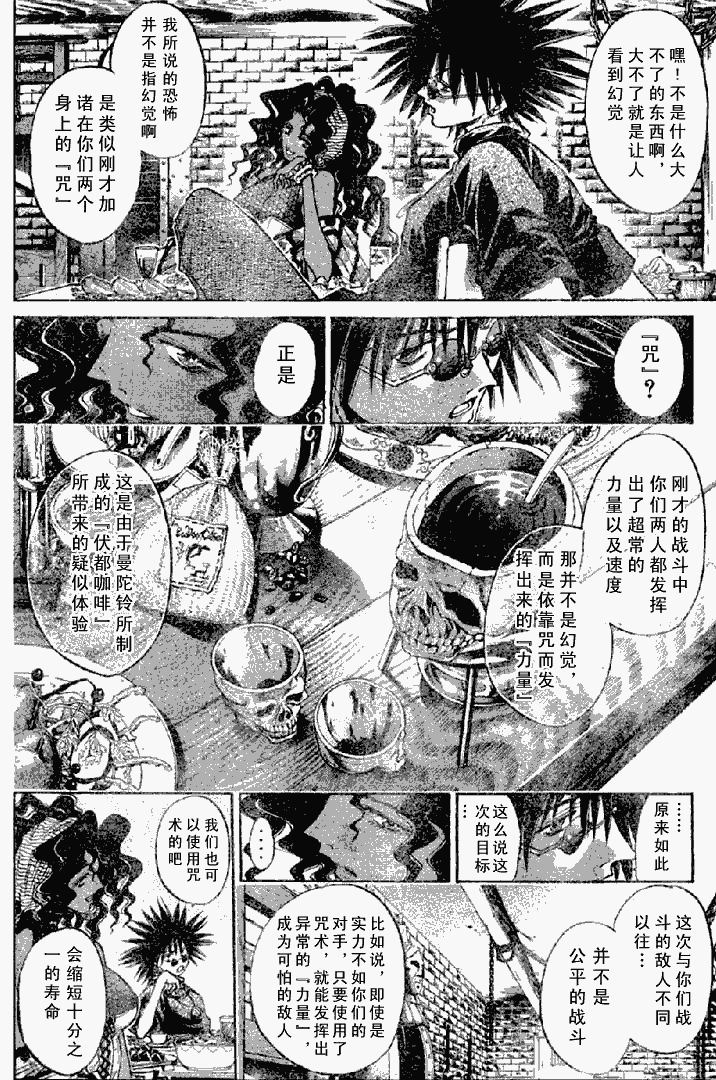 嘿！不是什么大
不了的东西啊，
大不了就是让人
看到幻觉
我所说的恐怖
并不是指幻觉
啊
是类似刚才加
诸在你们两个
身上的『咒』
『咒』？
正是
刚才的战斗中
你们两人都发挥
出了超常的
力量以及速度
那并不是幻觉，
而是依靠咒而发
挥出来的『力量』
这是由于曼陀铃所制
成的『伏都咖啡』
所带来的疑似体验
……
原来如此
这么说这
次的目标
…
…
这次与你们战
斗的敌人不同
以往…
并不是
公平的战斗
比如说，即使是
实力不如你们的
对手，只要使用了
咒术，就能发挥出
异常的『力量』，
成为可怕的敌人
我们也可
以使用咒
术的吧
会缩短十分之
一的寿命